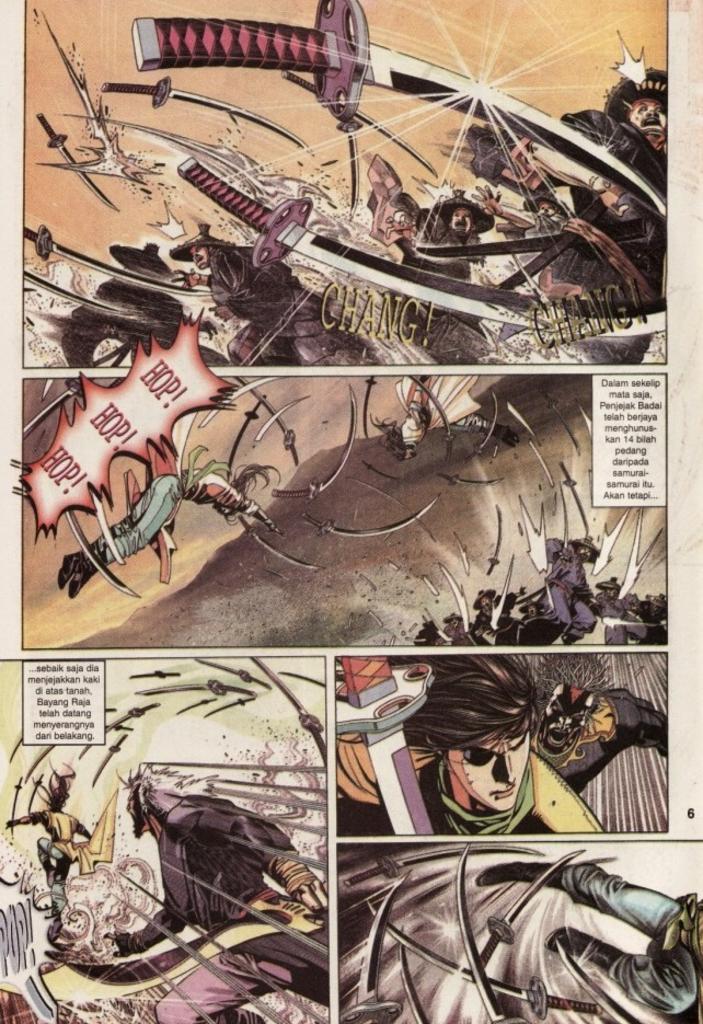 CHANG!
CHANG!
HOP!
HOP!
HOP!
Dalam sekelip
mata saja,
Penjejak Badai
telah berjaya
menghunus-
kan 14 bilah
pedang
daripada
samurai-
samurai itu.
Akan tetapi...
...sebaik saja dia
menjejakkan kaki
di atas tanah,
Bayang Raja
telah datang
menyerangnya
dari belakang.
6
POP!